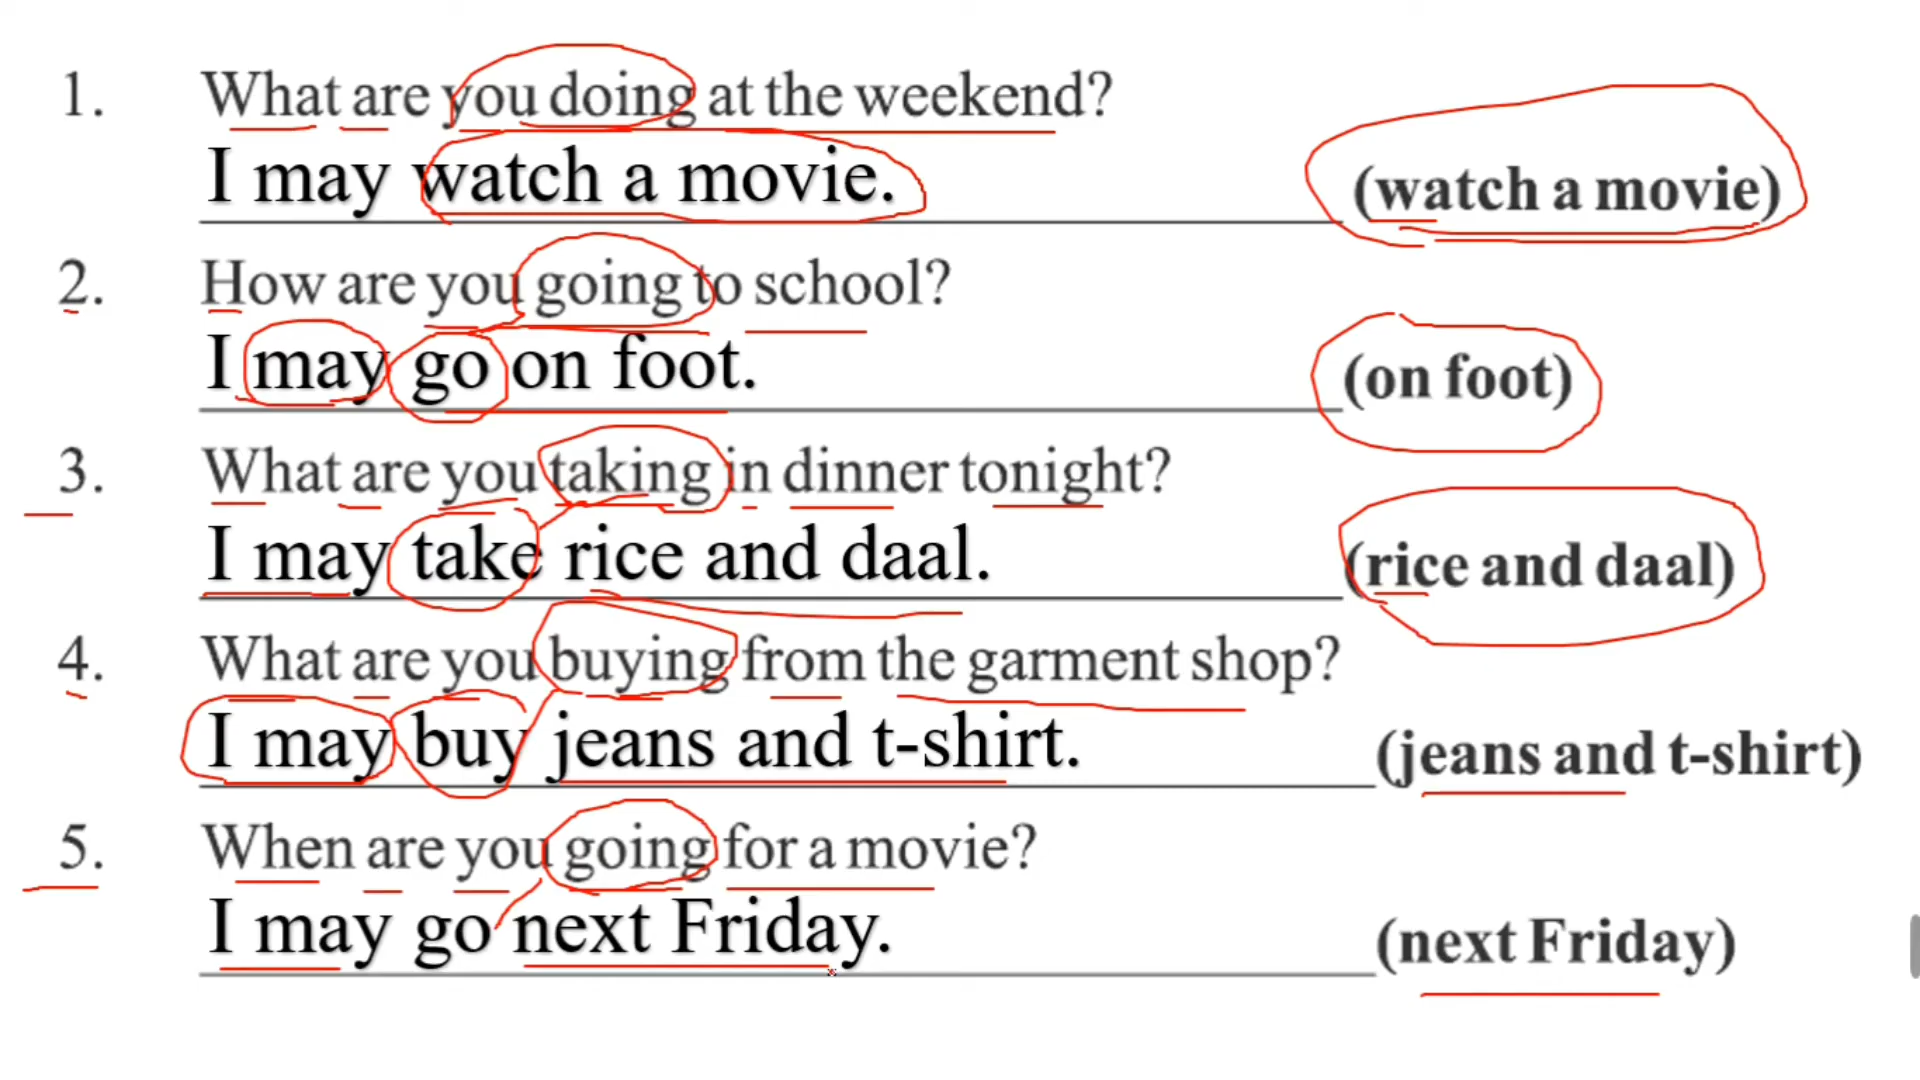 1. What are you doing at the weekend?
I may watch a movie. (watch a movie)
2. How are you going to school?
I may go on foot. (on foot)
3. What are you taking in dinner tonight?
I may take rice and daal. (rice and daal)
4. What are you buying from the garment shop?
I may buy jeans and t-shirt. (jeans and t-shirt)
5. When are you going for a movie?
I may go next Friday. (next Friday)